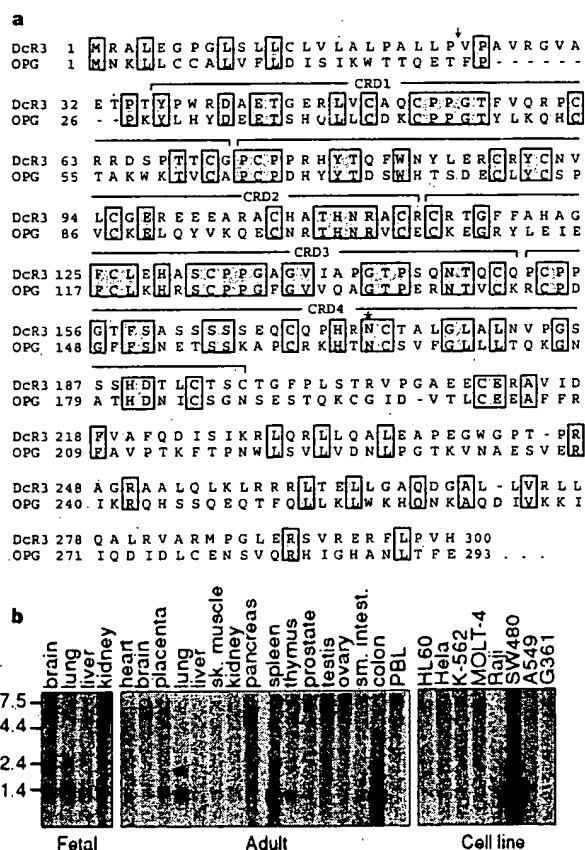 a
DcR3 1 M R A L E G P G L S L L C L V L A L P A L L P V P A V R G V A
OPG 1 M N K L L C C A L V F L D I S I K W T T Q E T F P - - - - - -
CRD1
DcR3 32 E T P T Y P W R D A E T G E R L V C A Q C P P G T F V Q R P C
OPG 26 - - P K Y L H Y D E E T S H Q L L C D K C P P G T Y L K Q H C
DcR3 63 R R D S P T T C G P C P P R H Y T Q F W N Y L E R C R Y C N V
OPG 55 T A K W K T V C A P C P D H Y Y T D S W H T S D E C L Y C S P
CRD2
DcR3 94 L C G E R E E E A R A C H A T H N R A C R C R T G F F A H A G
OPG 86 V C K E L Q Y V K Q E C N R T H N R V C E C K E G R Y L E I E
CRD3
DcR3 125 F C L E H A S C P P G A G V I A P G T P S Q N T Q C Q P C P P
OPG 117 F C L K H R S C P P G F G V V Q A G T P E R N T V C K R C P D
CRD4
DcR3 156 G T F S A S S S S S E Q C Q P H R N C T A L G L A L N V P G S
OPG 148 G F F S N E T S S K A P C R K H T N C S V F G L L L T Q K G N
DcR3 187 S S H D T L C T S C T G F P L S T R V P G A E E C E R A V I D
OPG 179 A T H D N I C S G N S E S T Q K C G I D - V T L C E E A F F R
DcR3 218 F V A F Q D I S I K R L Q R L L Q A L E A P E G W G P T - P R
OPG 209 F A V P T K F T P N W L S V L V D N L P G T K V N A E S V E R
DcR3 248 A G R A A L Q L K L R R R L T E L L G A Q D G A L - L V R L L
OPG 240 I K R Q H S S Q E Q T F Q L L K L W K H Q N K A Q D I V K K I
DcR3 278 Q A L R V A R M P G L E R S V R E R F L P V H 300
OPG 271 I Q D I D L C E N S V Q R H I G H A N L T F E 293 . . .
b
brain lung liver kidney heart brain placenta lung liver sk. muscle kidney pancreas spleen thymus prostate testis ovary sm. intest. colon PBL HL60 Hela K-562 MOLT-4 Raji SW480 A549 G361
7.5
4.4
2.4
1.4
Fetal Adult Cell line